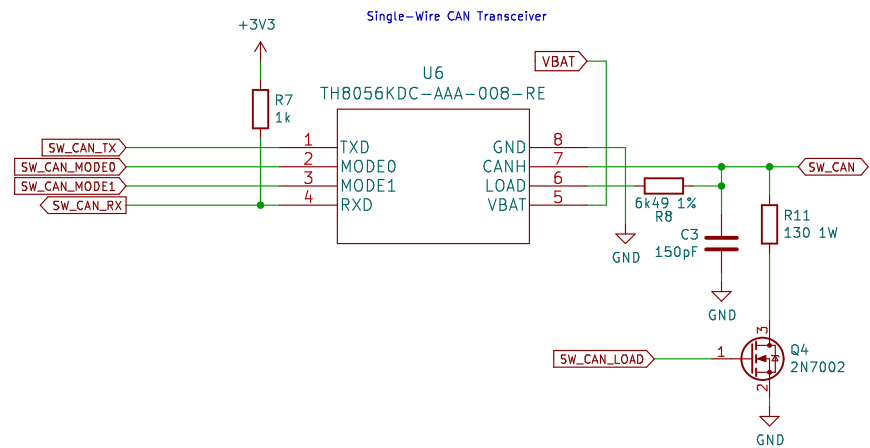 Single-Wire CAN Transceiver
+3V3
VBAT
U6
TH8056KDC-AAA-008-RE
R7
1k
SW_CAN_TX 1 TXD GND 8
SW_CAN_MODE0 2 MODE0 CANH 7 SW_CAN
SW_CAN_MODE1 3 MODE1 LOAD 6
SW_CAN_RX 4 RXD VBAT 5
6k49 1%
R8
R11
130 1W
C3
150pF
GND
GND
3
SW_CAN_LOAD 1
Q4
2N7002
2
GND